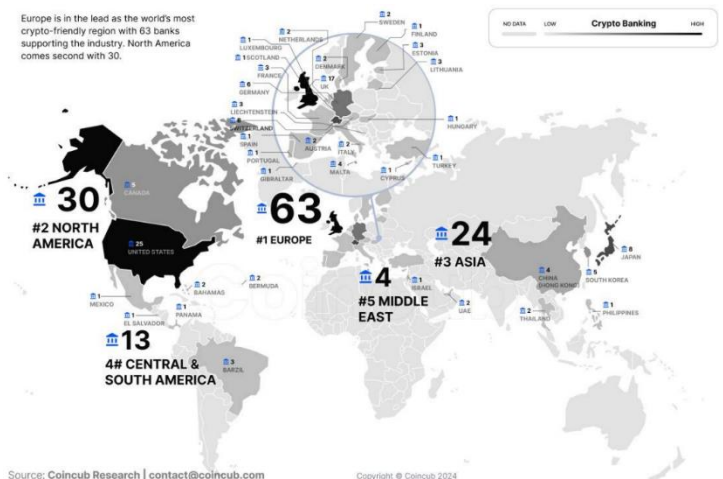 Europe is in the lead as the world's most
crypto-friendly region with 63 banks
supporting the industry. North America
comes second with 30.
NO DATA LOW Crypto Banking HIGH
2 SWEDEN
1 FINLAND
2 NETHERLANDS
1 LUXEMBOURG
3 ESTONIA
1 SCOTLAND
2 DENMARK
3 LITHUANIA
3 FRANCE
17 UK
6 GERMANY
3 LIECHTENSTEIN
SWITZERLAND
1 HUNGARY
1 SPAIN
2 AUSTRIA
2 ITALY
1 TURKEY
1 PORTUGAL
4 MALTA
1 CYPRUS
1 GIBRALTAR
30
#2 NORTH
AMERICA
5 CANADA
25 UNITED STATES
63
#1 EUROPE
24
#3 ASIA
4
#5 MIDDLE
EAST
13
4# CENTRAL &
SOUTH AMERICA
JAPAN
4 CHINA
(HONG KONG)
5 SOUTH KOREA
1 ISRAEL
2 UAE
2 THAILAND
1 PHILIPPINES
2 BAHAMAS
2 BERMUDA
1 MEXICO
1 PANAMA
1 EL SALVADOR
3 BARZIL
Source: Coincub Research | contact@coincub.com
Copyright © Coincub 2024